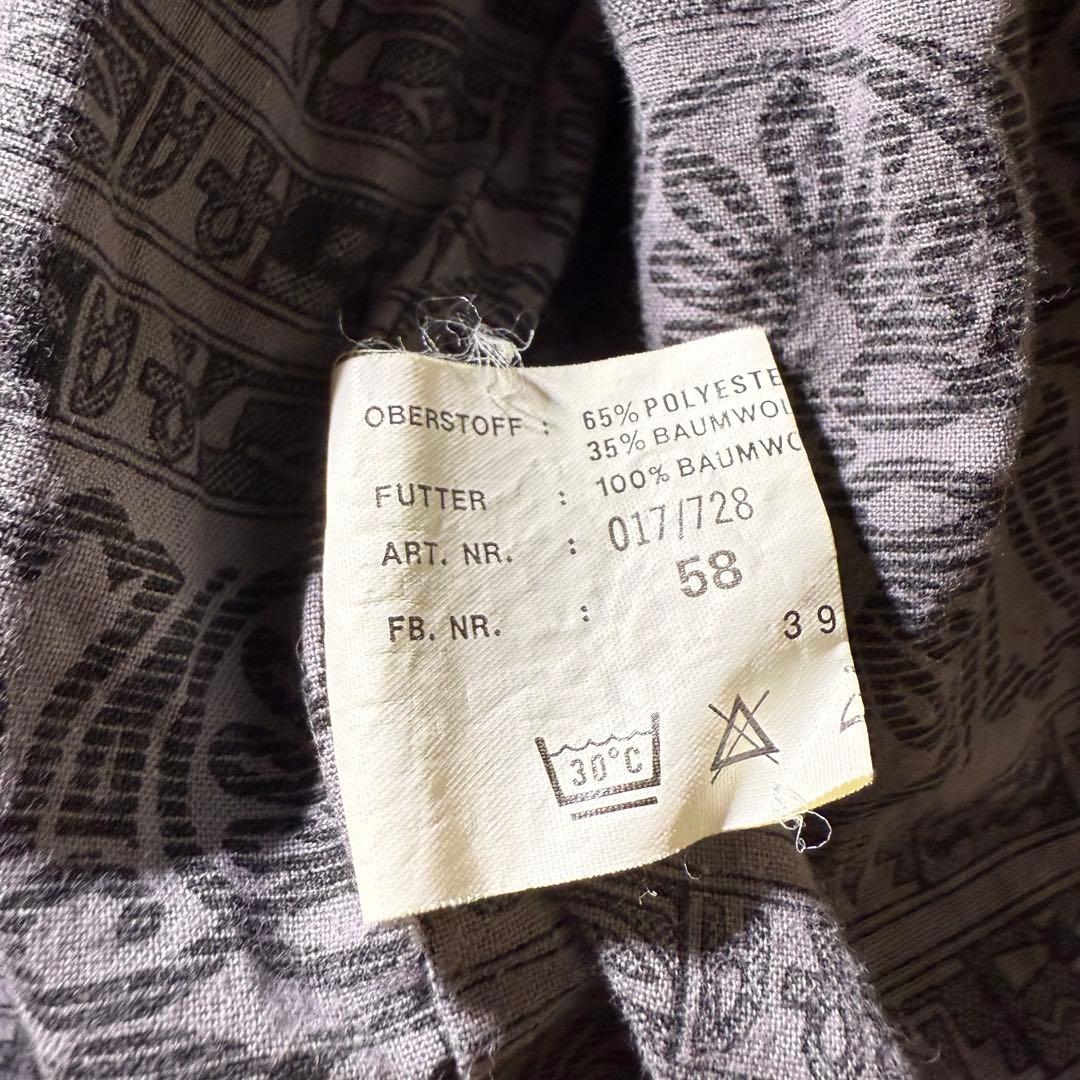 OBERSTOFF : 65% POLYESTE
35% BAUMWOL
FUTTER : 100% BAUMWO
ART. NR. : 017/728
FB. NR. : 58
39
30°C